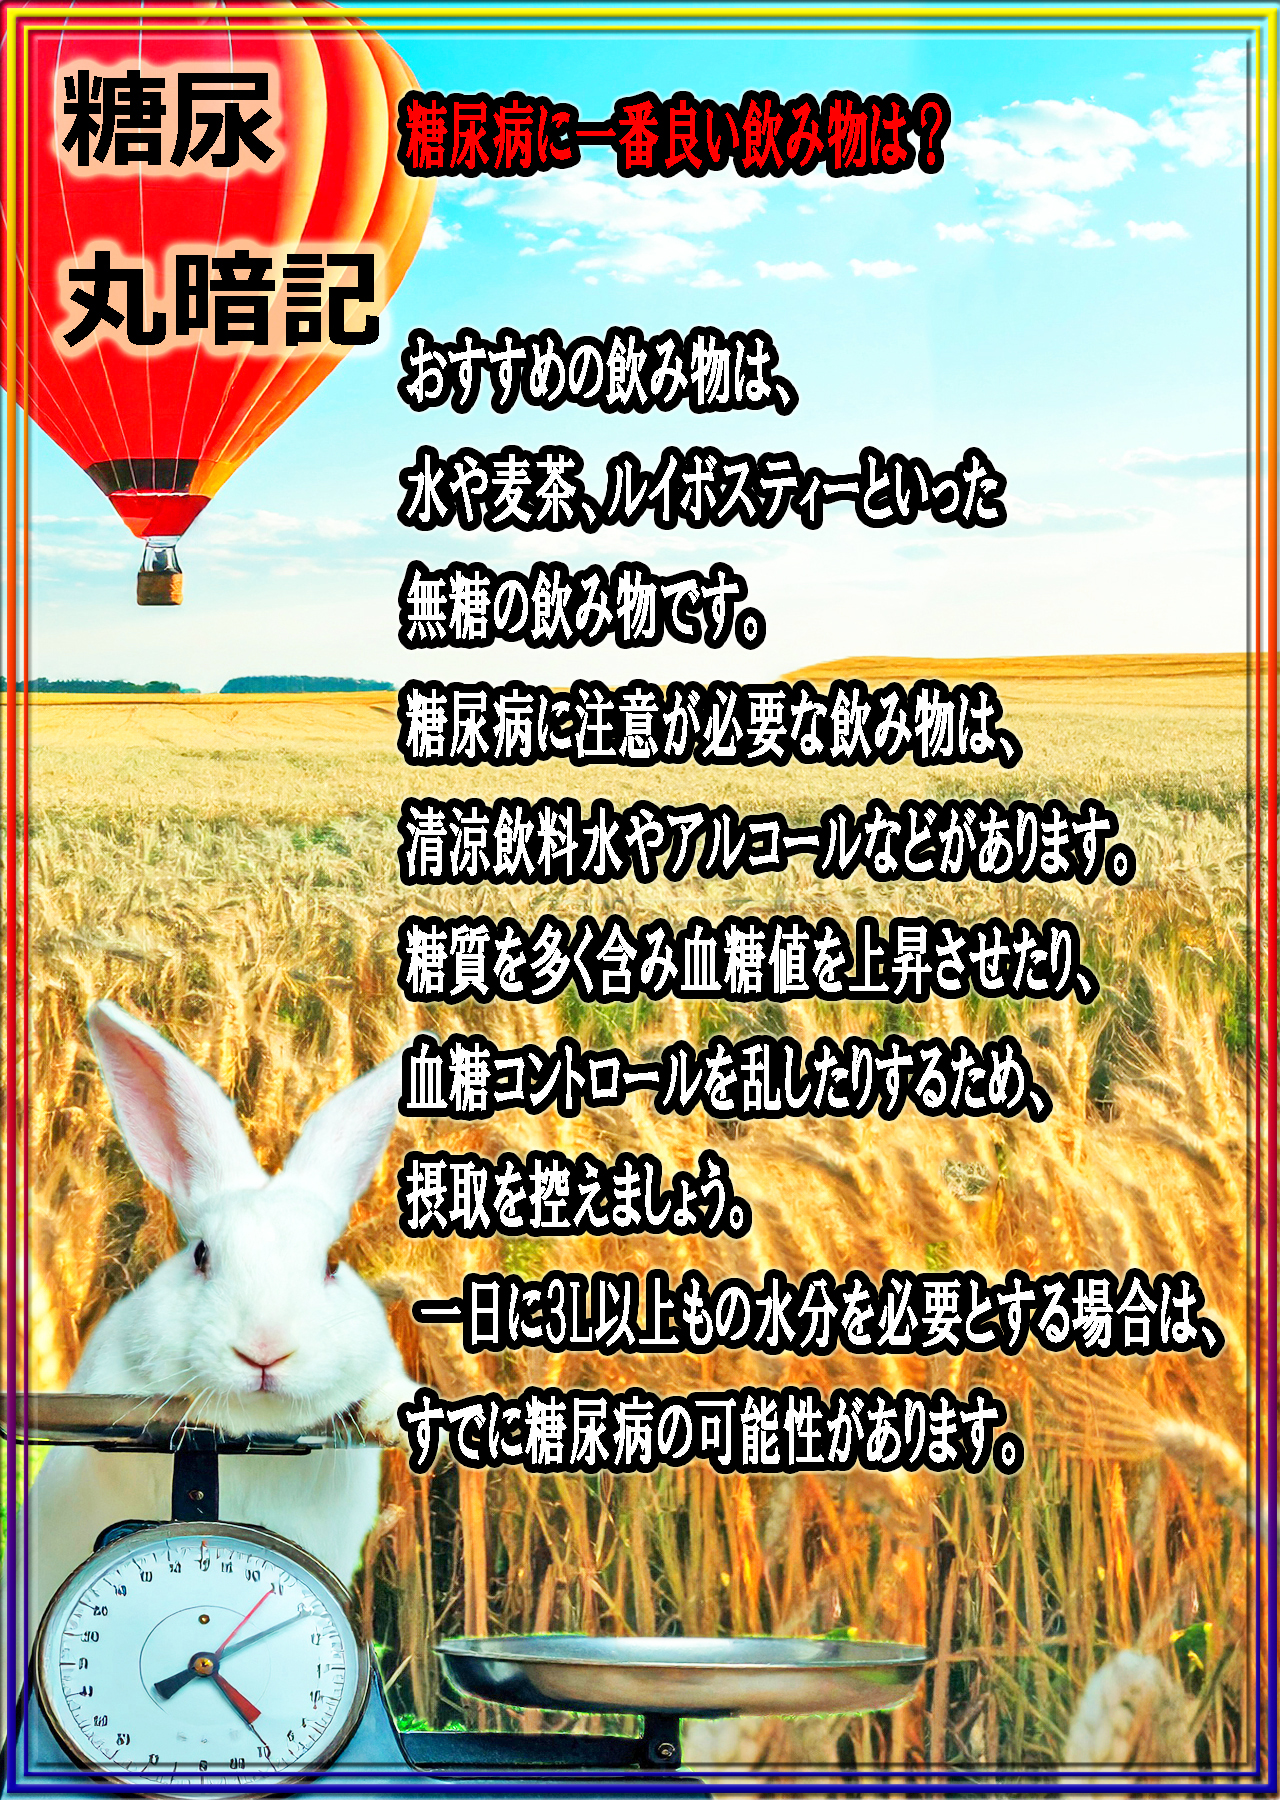 糖尿
丸暗記
糖尿病に一番良い飲み物は？
おすすめの飲み物は、
水や麦茶、ルイボスティーといった
無糖の飲み物です。
糖尿病に注意が必要な飲み物は、
清涼飲料水やアルコールなどがあります。
糖質を多く含み血糖値を上昇させたり、
血糖コントロールを乱したりするため、
摂取を控えましょう。
一日に3L以上もの水分を必要とする場合は、
すでに糖尿病の可能性があります。